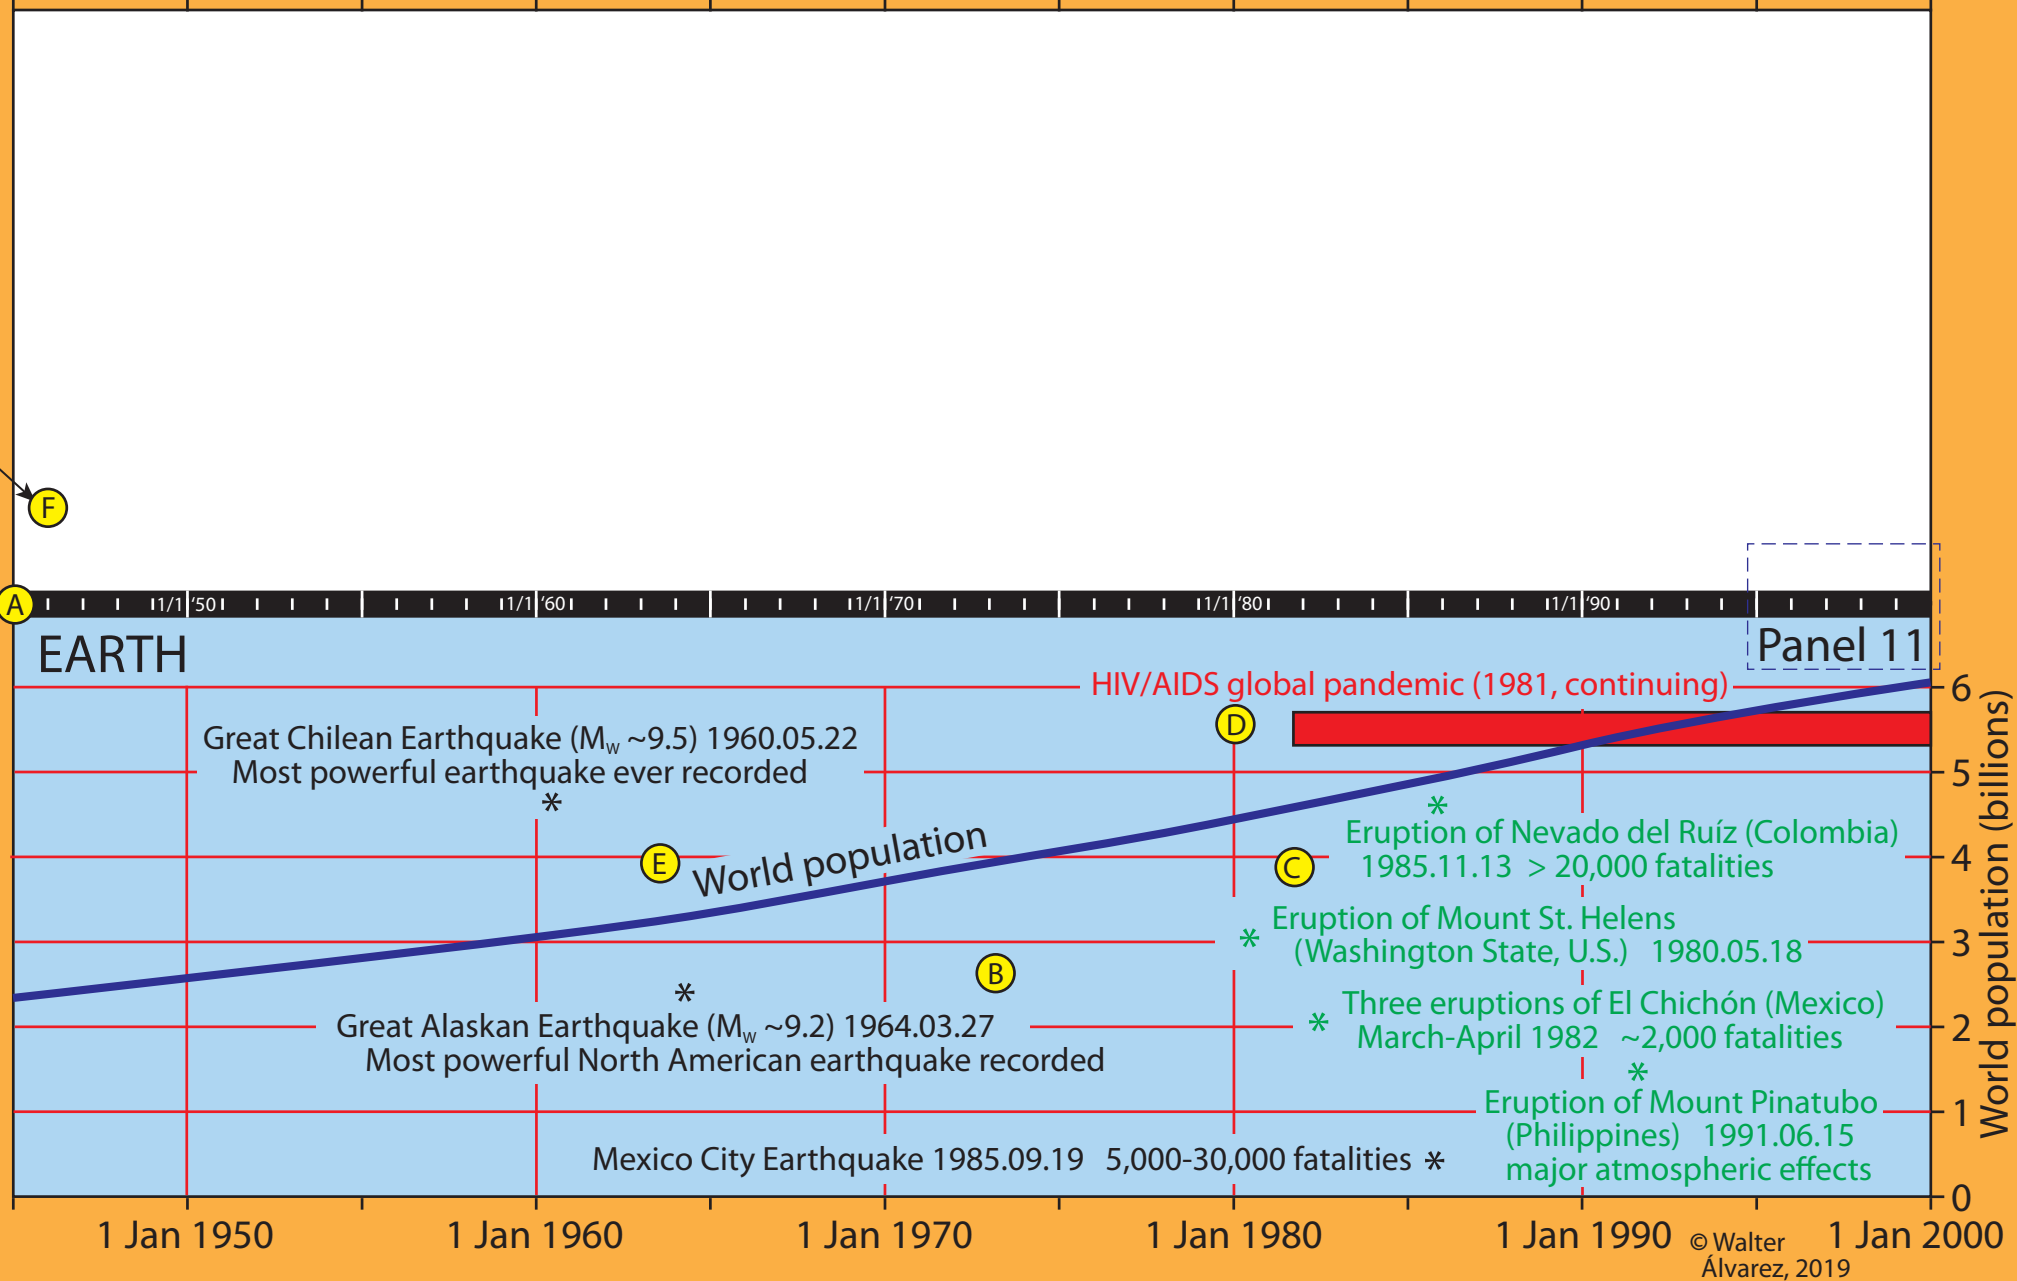 F
A
1/1 '50
1/1 '60
1/1 '70
1/1 '80
1/1 '90
EARTH
Panel 11
HIV/AIDS global pandemic (1981, continuing)
D
Great Chilean Earthquake (Mw ~9.5) 1960.05.22
Most powerful earthquake ever recorded
*
E
World population
C
*
Eruption of Nevado del Ruíz (Colombia)
1985.11.13 > 20,000 fatalities
* Eruption of Mount St. Helens
(Washington State, U.S.) 1980.05.18
B
*
Great Alaskan Earthquake (Mw ~9.2) 1964.03.27
Most powerful North American earthquake recorded
* Three eruptions of El Chichón (Mexico)
March-April 1982 ~2,000 fatalities
*
Eruption of Mount Pinatubo
(Philippines) 1991.06.15
major atmospheric effects
Mexico City Earthquake 1985.09.19 5,000-30,000 fatalities *
6
5
4
3
2
1
0
World population (billions)
1 Jan 1950
1 Jan 1960
1 Jan 1970
1 Jan 1980
1 Jan 1990
1 Jan 2000
© Walter
Álvarez, 2019